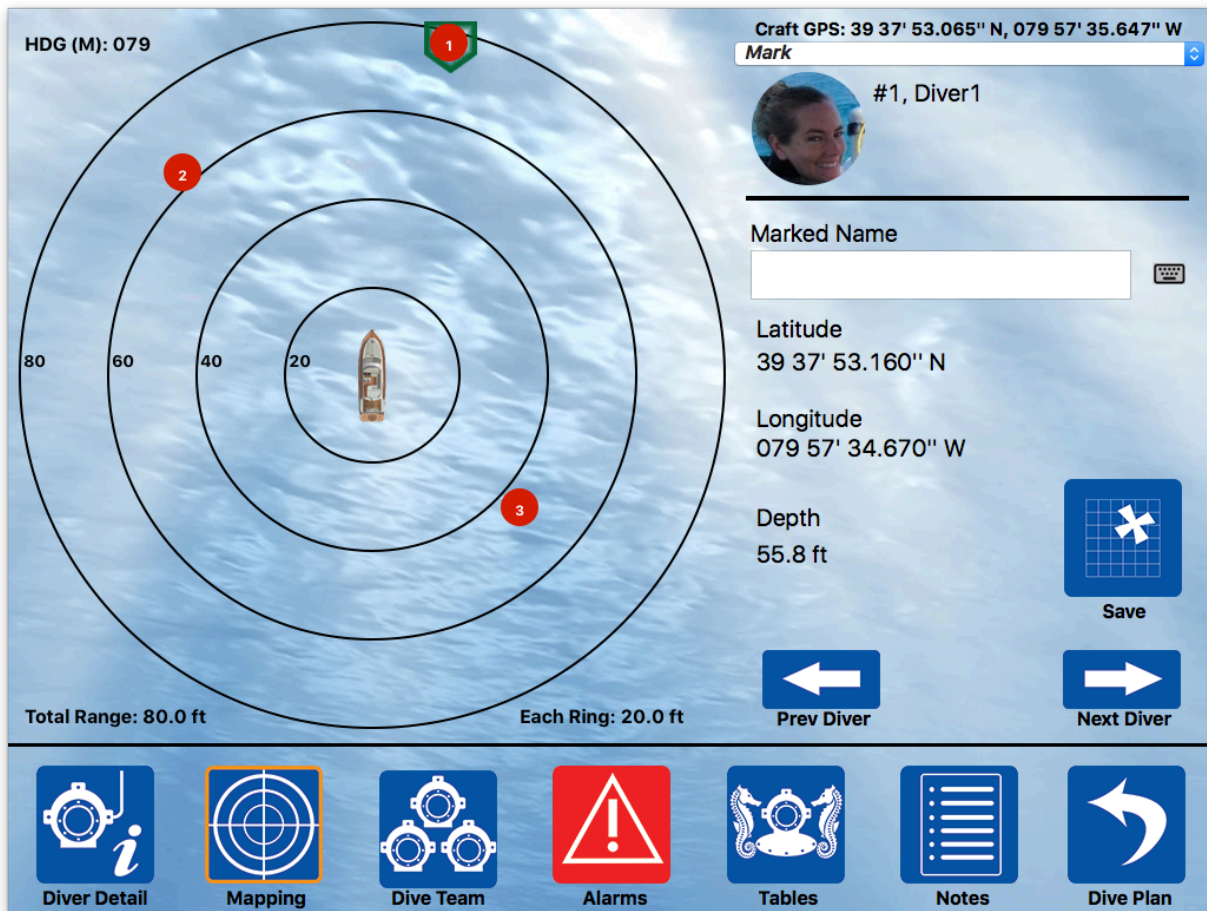 HDG (M): 079
Craft GPS: 39 37' 53.065'' N, 079 57' 35.647'' W
Mark
1
#1, Diver1
2
Marked Name
80
60
40
20
Latitude
39 37' 53.160'' N
Longitude
079 57' 34.670'' W
3
Depth
55.8 ft
Save
Total Range: 80.0 ft
Each Ring: 20.0 ft
Prev Diver
Next Diver
Diver Detail
Mapping
Dive Team
Alarms
Tables
Notes
Dive Plan